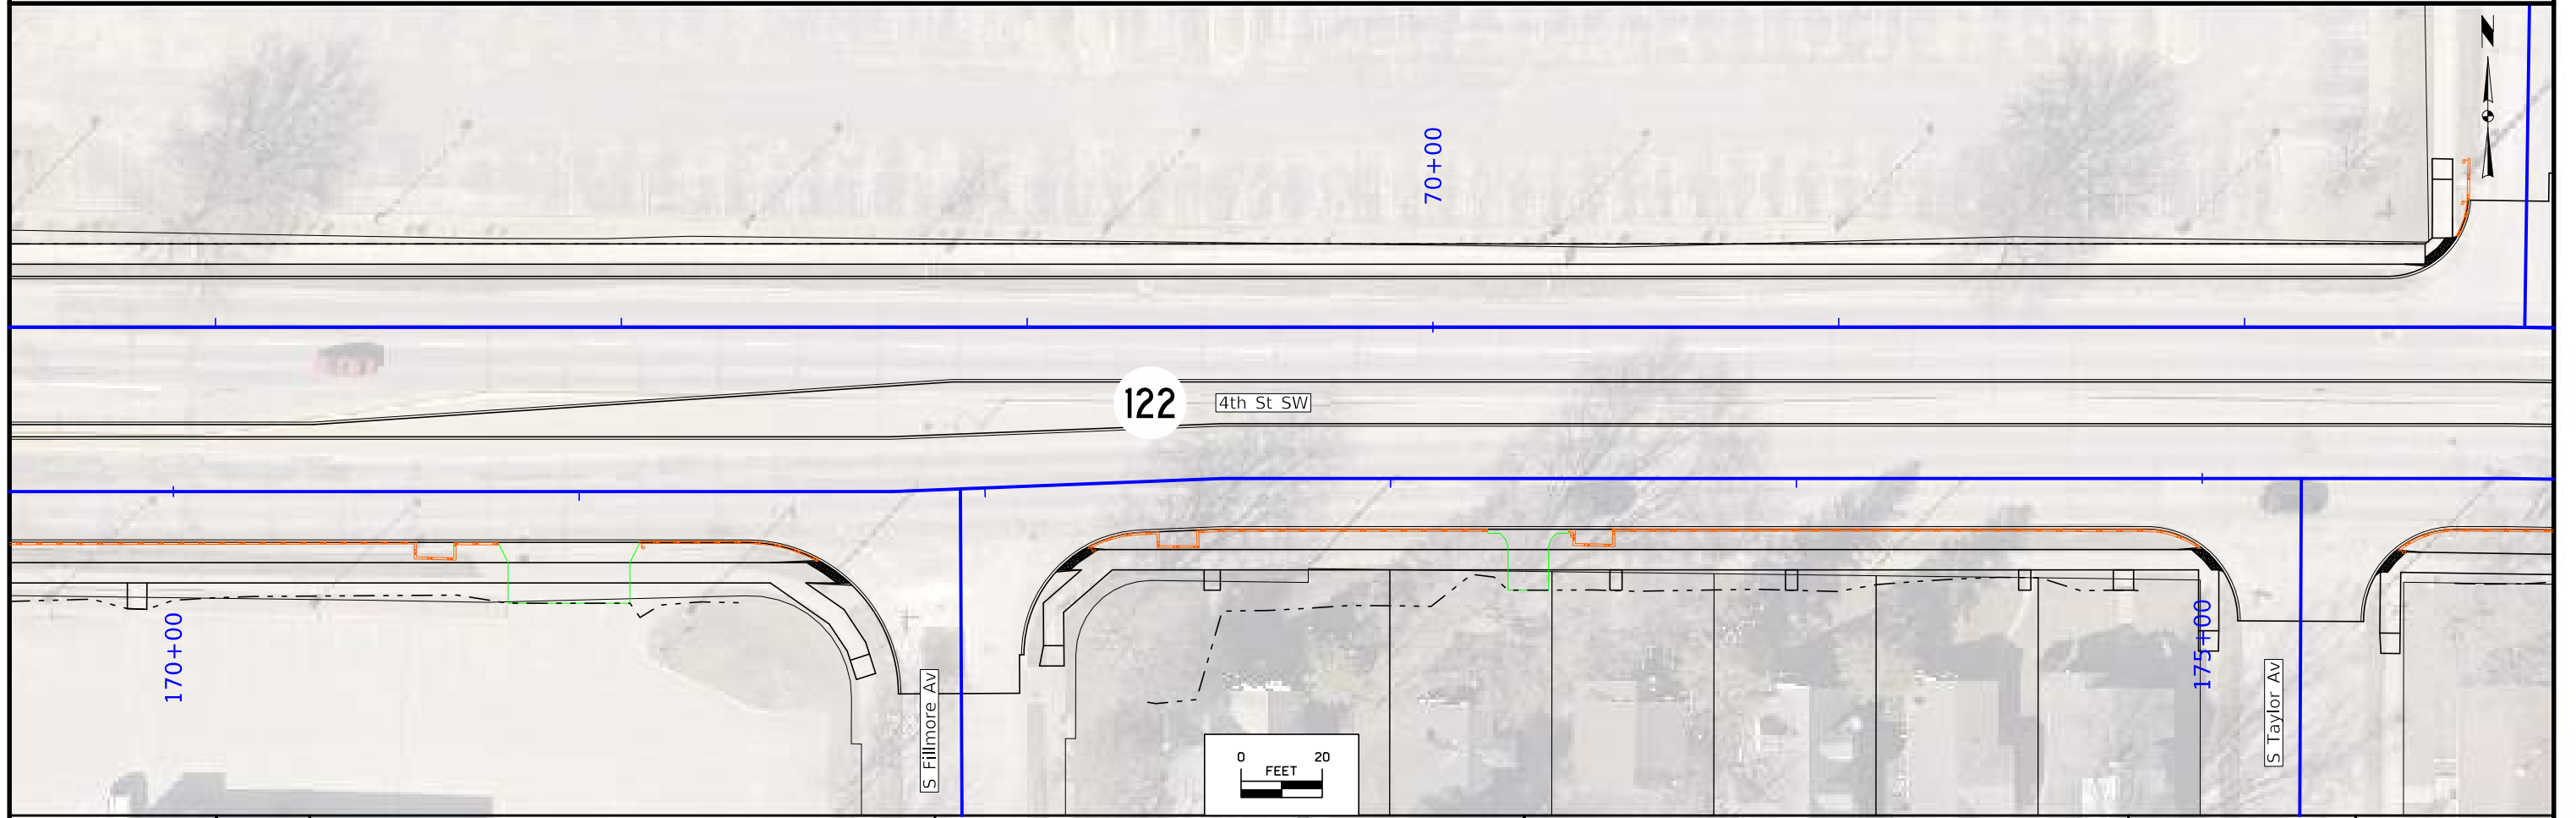 N
70+00
122
4th St SW
170+00
S Fillmore Av
0 20
FEET
175+00
S Taylor Av